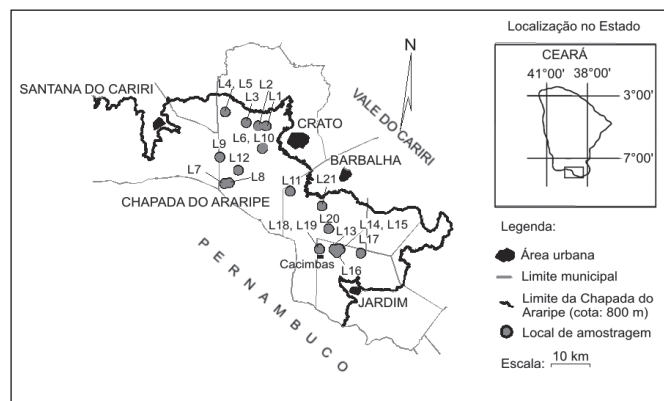 Localização no Estado
CEARÁ
41°00' 38°00'
3°00'
7°00'
N
SANTANA DO CARIRI
L4 L5 L2
L3 L1
CRATO
VALE DO CARIRI
L6, L10
L9
L12
BARBALHA
L7 L8
L11
L21
CHAPADA DO ARARIPE
L20
L18, L19 L13 L14, L15
L17
Cacimbas
L16
JARDIM
PERNAMBUCO
Legenda:
Área urbana
Limite municipal
Limite da Chapada do
Araripe (cota: 800 m)
Local de amostragem
Escala: 10 km